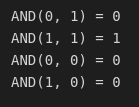 AND(0, 1) = 0
AND(1, 1) = 1
AND(0, 0) = 0
AND(1, 0) = 0